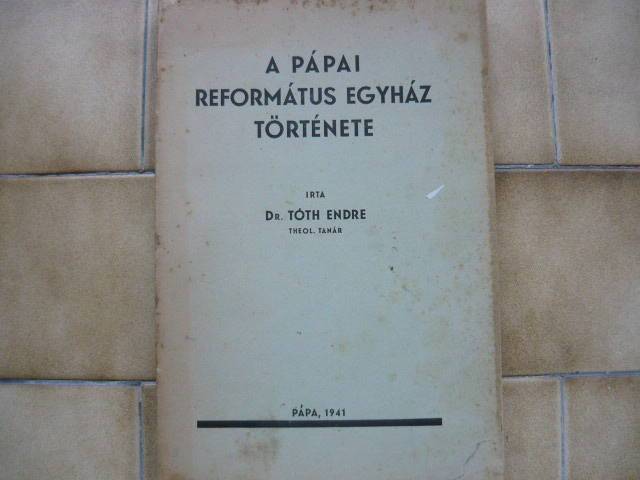 A PÁPAI
REFORMÁTUS EGYHÁZ
TÖRTÉNETE
IRTA
DR. TÓTH ENDRE
THEOL. TANÁR
PÁPA, 1941